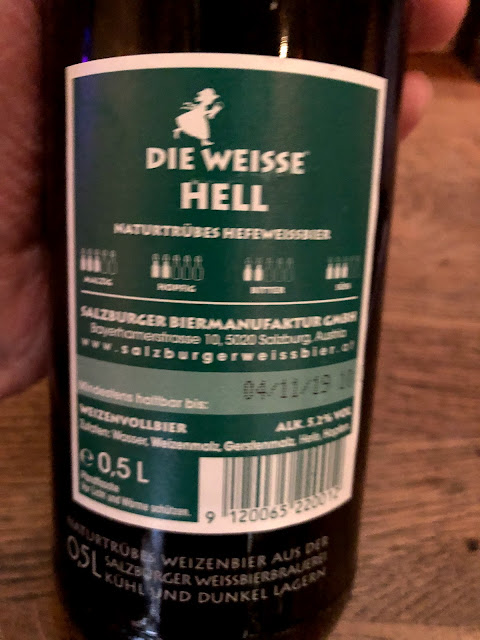 DIE WEISSE
HELL
NATURTRÜBES HEFEWEISSBIER
MALZIG HOPFIG BITTER SÜSS
SALZBURGER BIERMANUFAKTUR GMBH
Bayerhamerstrasse 10, 5020 Salzburg, Austria
www.salzburgerweissbier.at
Mindestens haltbar bis: 04/11/19 10
WEIZENVOLLBIER ALK. 5,2% VOL
Zutaten: Wasser, Weizenmalz, Gerstenmalz, Hefe, Hopfen
e 0,5 L
Pfandflasche
Vor Licht und Wärme schützen.
9 120065 220012
NATURTRÜBES WEIZENBIER AUS DER
0,5L SALZBURGER WEISSBIERBRAUEREI
KÜHL UND DUNKEL LAGERN